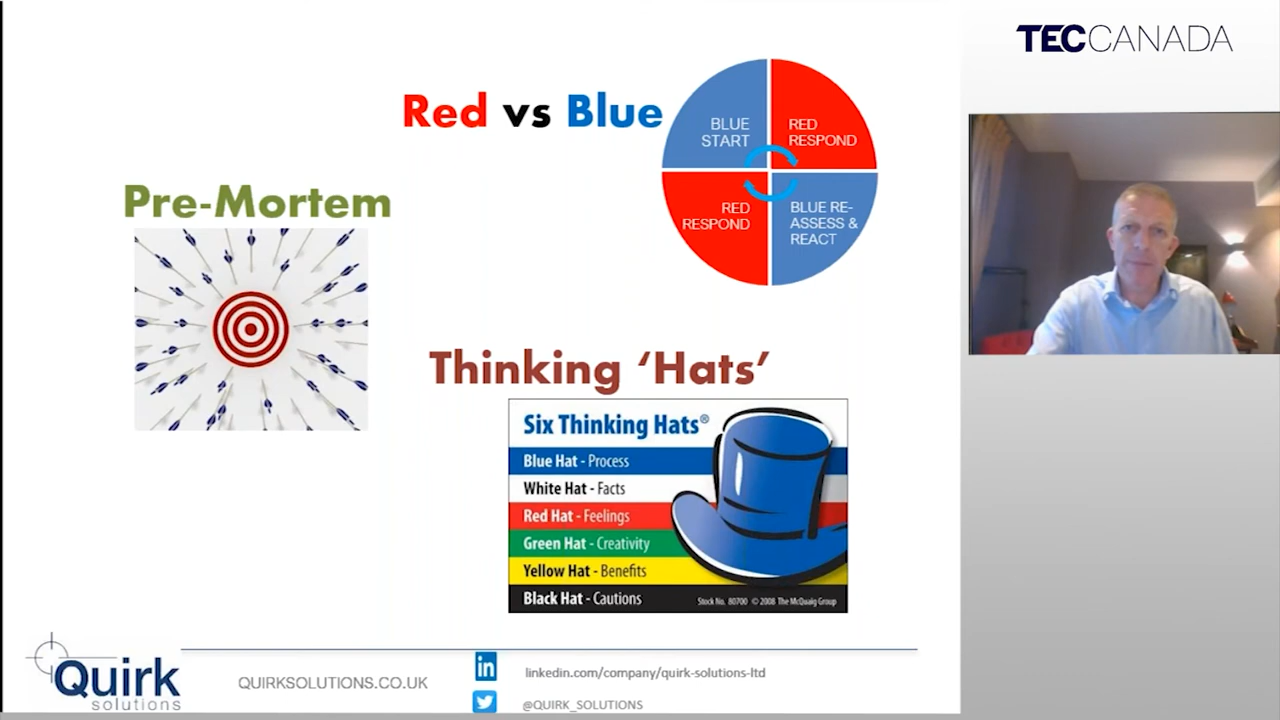 TECCANADA
Red vs Blue
BLUE
START
RED
RESPOND
RED
RESPOND
BLUE RE-
ASSESS &
REACT
Pre-Mortem
Thinking ‘Hats’
Six Thinking Hats®
Blue Hat - Process
White Hat - Facts
Red Hat - Feelings
Green Hat - Creativity
Yellow Hat - Benefits
Black Hat - Cautions
Stock No. 80700 © 2008 The McQuaig Group
Quirk
solutions
QUIRKSOLUTIONS.CO.UK
in
linkedin.com/company/quirk-solutions-ltd
@QUIRK_SOLUTIONS